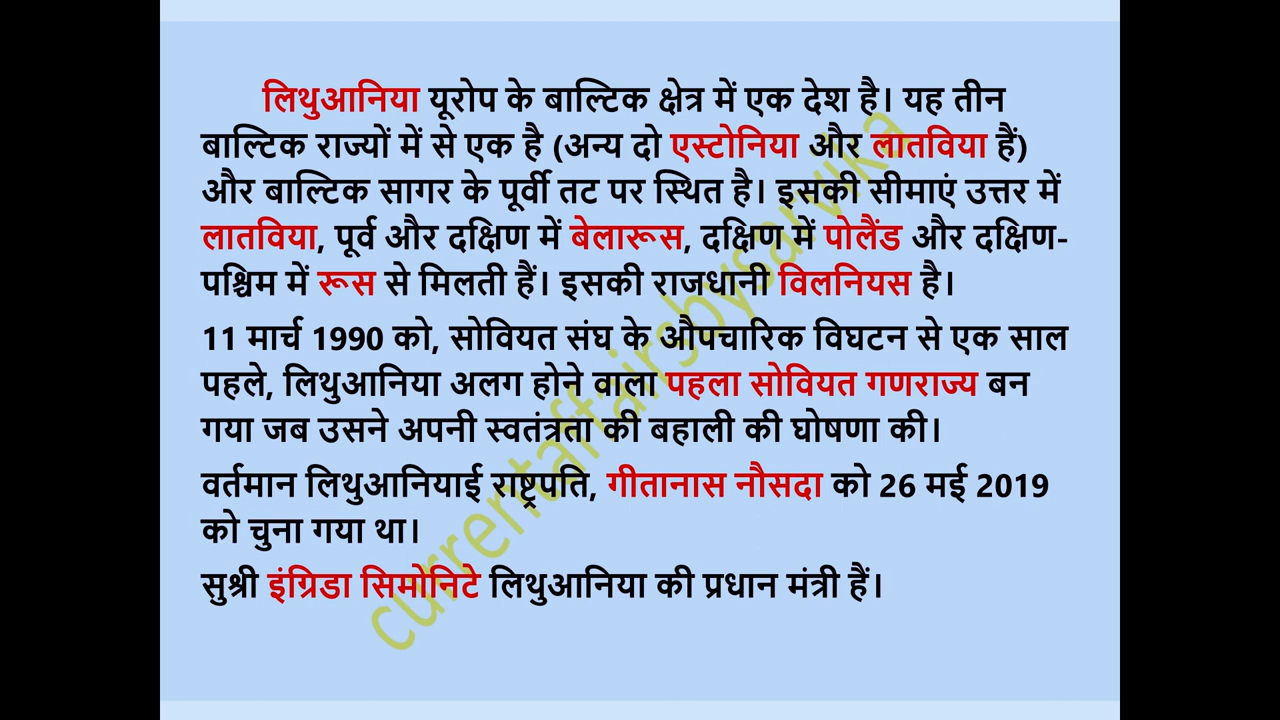 लिथुआनिया यूरोप के बाल्टिक क्षेत्र में एक देश है। यह तीन
बाल्टिक राज्यों में से एक है (अन्य दो एस्टोनिया और लातविया हैं)
और बाल्टिक सागर के पूर्वी तट पर स्थित है। इसकी सीमाएं उत्तर में
लातविया, पूर्व और दक्षिण में बेलारूस, दक्षिण में पोलैंड और दक्षिण-
पश्चिम में रूस से मिलती हैं। इसकी राजधानी विलनियस है।
11 मार्च 1990 को, सोवियत संघ के औपचारिक विघटन से एक साल
पहले, लिथुआनिया अलग होने वाला पहला सोवियत गणराज्य बन
गया जब उसने अपनी स्वतंत्रता की बहाली की घोषणा की।
वर्तमान लिथुआनियाई राष्ट्रपति, गीतानास नौसदा को 26 मई 2019
को चुना गया था।
सुश्री इंग्रिडा सिमोनिटे लिथुआनिया की प्रधान मंत्री हैं।
currentaffairsbysarwika